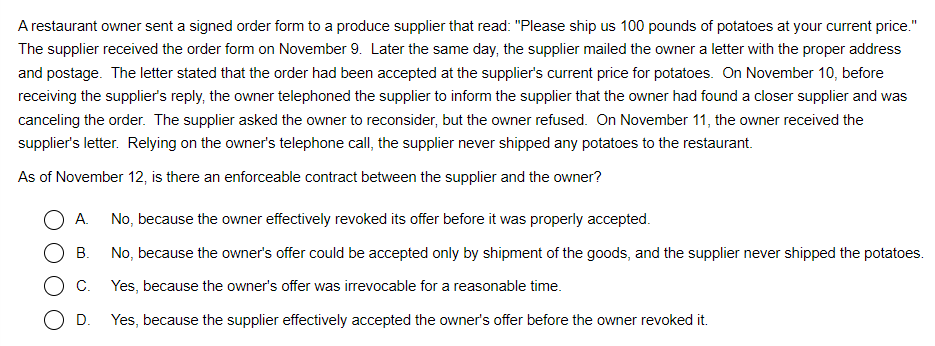 A restaurant owner sent a signed order form to a produce supplier that read: "Please ship us 100 pounds of potatoes at your current price."
The supplier received the order form on November 9.  Later the same day, the supplier mailed the owner a letter with the proper address
and postage.  The letter stated that the order had been accepted at the supplier's current price for potatoes.  On November 10, before
receiving the supplier's reply, the owner telephoned the supplier to inform the supplier that the owner had found a closer supplier and was
canceling the order.  The supplier asked the owner to reconsider, but the owner refused.  On November 11, the owner received the
supplier's letter.  Relying on the owner's telephone call, the supplier never shipped any potatoes to the restaurant.
As of November 12, is there an enforceable contract between the supplier and the owner?
A. No, because the owner effectively revoked its offer before it was properly accepted.
B. No, because the owner's offer could be accepted only by shipment of the goods, and the supplier never shipped the potatoes.
C. Yes, because the owner's offer was irrevocable for a reasonable time.
D. Yes, because the supplier effectively accepted the owner's offer before the owner revoked it.